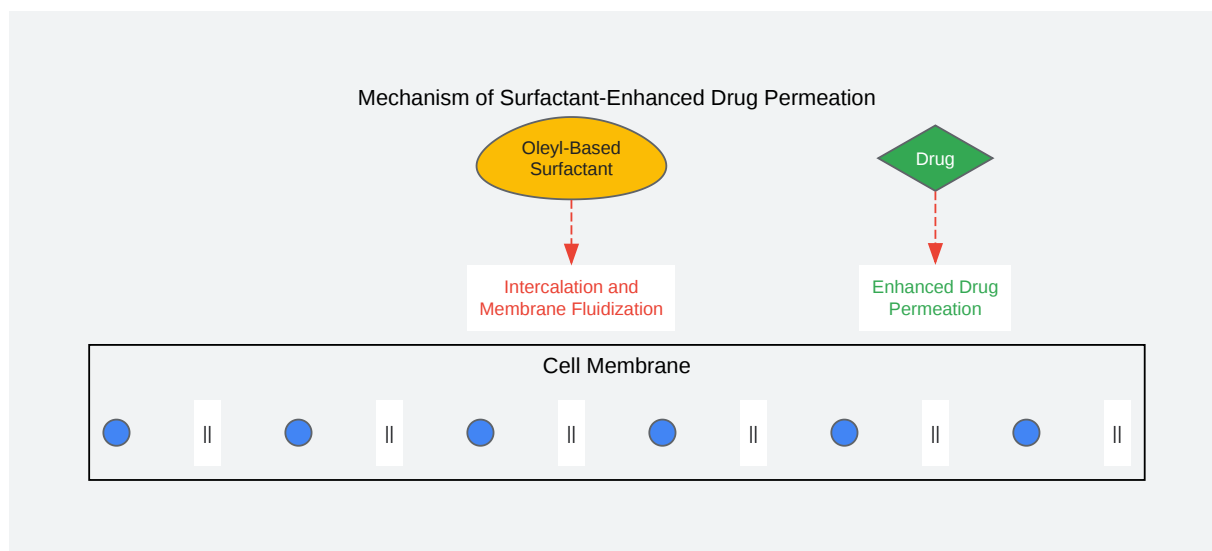 Mechanism of Surfactant-Enhanced Drug Permeation
Oleyl-Based
Surfactant
Drug
Intercalation and
Membrane Fluidization
Enhanced Drug
Permeation
Cell Membrane
|| || || || || ||